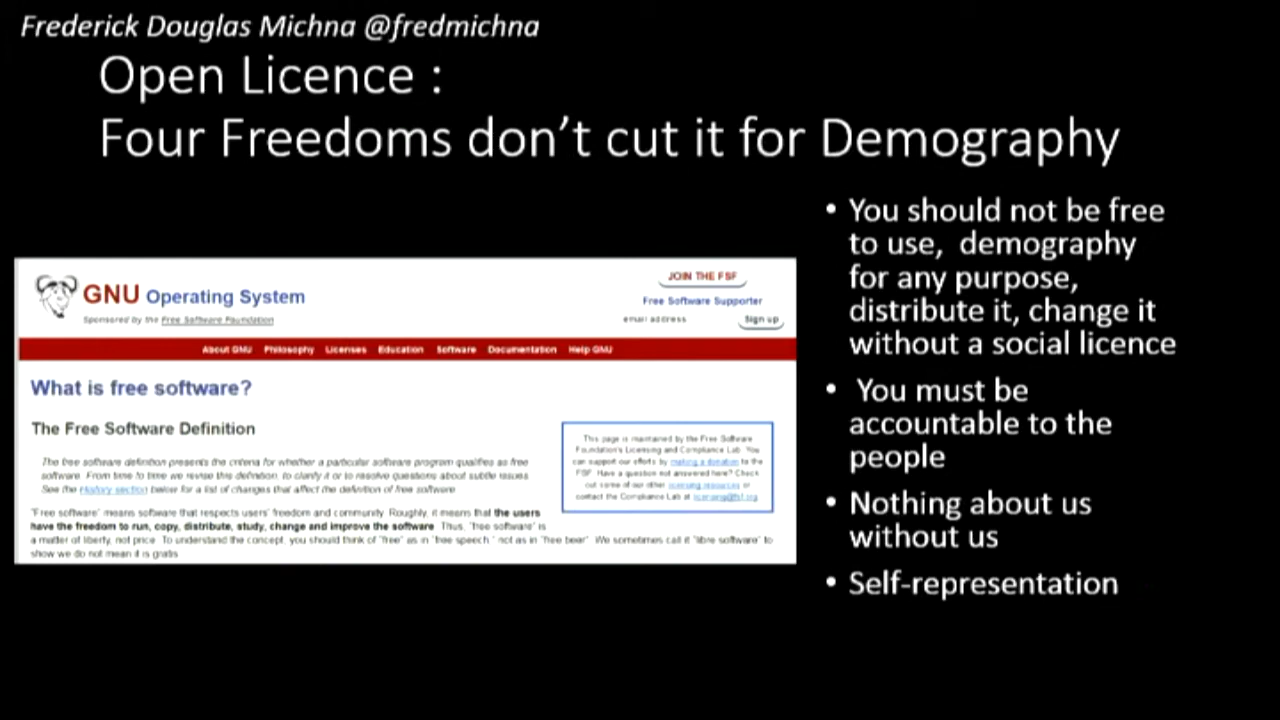 Frederick Douglas Michna @fredmichna
Open Licence :
Four Freedoms don't cut it for Demography
• You should not be free
to use, demography
for any purpose,
distribute it, change it
without a social licence
• You must be
accountable to the
people
• Nothing about us
without us
• Self-representation
GNU Operating System
Sponsored by the Free Software Foundation
JOIN THE FSF
Free Software Supporter
email address
Sign up
About GNU Philosophy Licenses Education Software Documentation Help GNU
What is free software?
The Free Software Definition
The free software definition presents the criteria for whether a particular software program qualifies as free
software. From time to time we revise this definition, to clarify it or to resolve questions about subtle issues.
See the History section below for a list of changes that affect the definition of free software.
This page is maintained by the Free Software
Foundation's Licensing and Compliance Lab. You
can support our efforts by making a donation to the
FSF. Have a question not answered here? Check
out some of our other licensing resources or
contact the Compliance Lab at licensing@fsf.org.
"Free software" means software that respects users' freedom and community. Roughly, it means that the users
have the freedom to run, copy, distribute, study, change and improve the software. Thus, "free software" is
a matter of liberty, not price. To understand the concept, you should think of "free" as in "free speech," not as in "free beer". We sometimes call it "libre software" to
show we do not mean it is gratis.